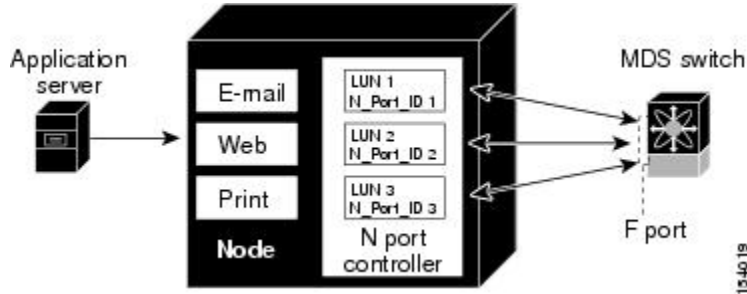 Application
server
E-mail
Web
Print
Node
LUN 1
N_Port_ID 1
LUN 2
N_Port_ID 2
LUN 3
N_Port_ID 3
N port
controller
MDS switch
F port
154019